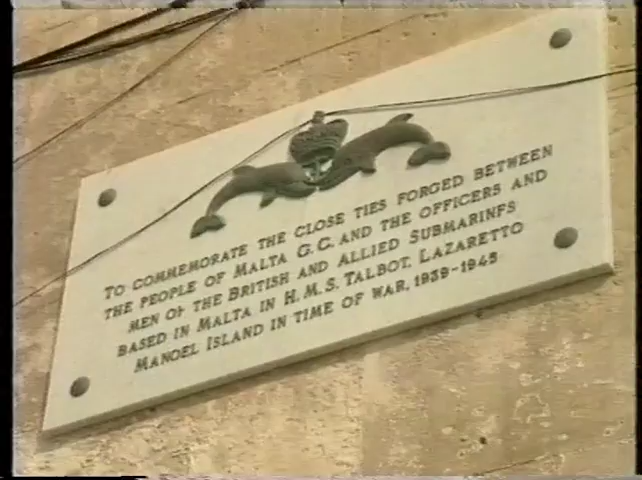 TO COMMEMORATE THE CLOSE TIES FORGED BETWEEN
THE PEOPLE OF MALTA G.C. AND THE OFFICERS AND
MEN OF THE BRITISH AND ALLIED SUBMARINES
BASED IN MALTA IN H.M.S. TALBOT, LAZARETTO
MANOEL ISLAND IN TIME OF WAR, 1939-1945